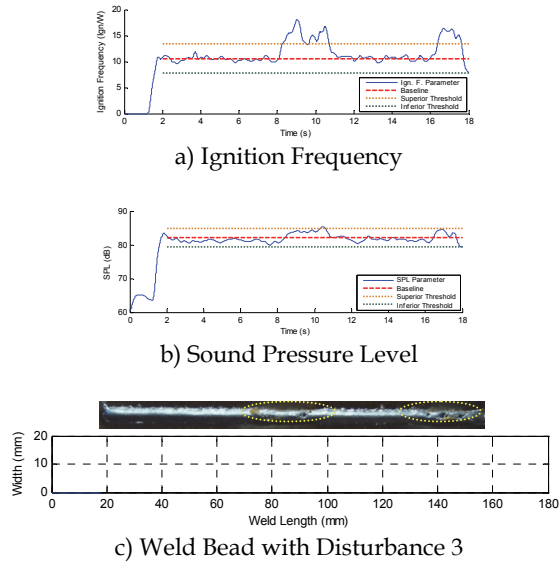 20
15
10
5
0
Ignition Frequency (Ign/W)
0 2 4 6 8 10 12 14 16 18
Time (s)
Ign. F. Parameter
Baseline
Superior Threshold
Inferior Threshold
a) Ignition Frequency
90
80
70
60
SPL (dB)
0 2 4 6 8 10 12 14 16 18
Time (s)
SPL Parameter
Baseline
Superior Threshold
Inferior Threshold
b) Sound Pressure Level
20
10
0
Width (mm)
0 20 40 60 80 100 120 140 160 180
Weld Length (mm)
c) Weld Bead with Disturbance 3